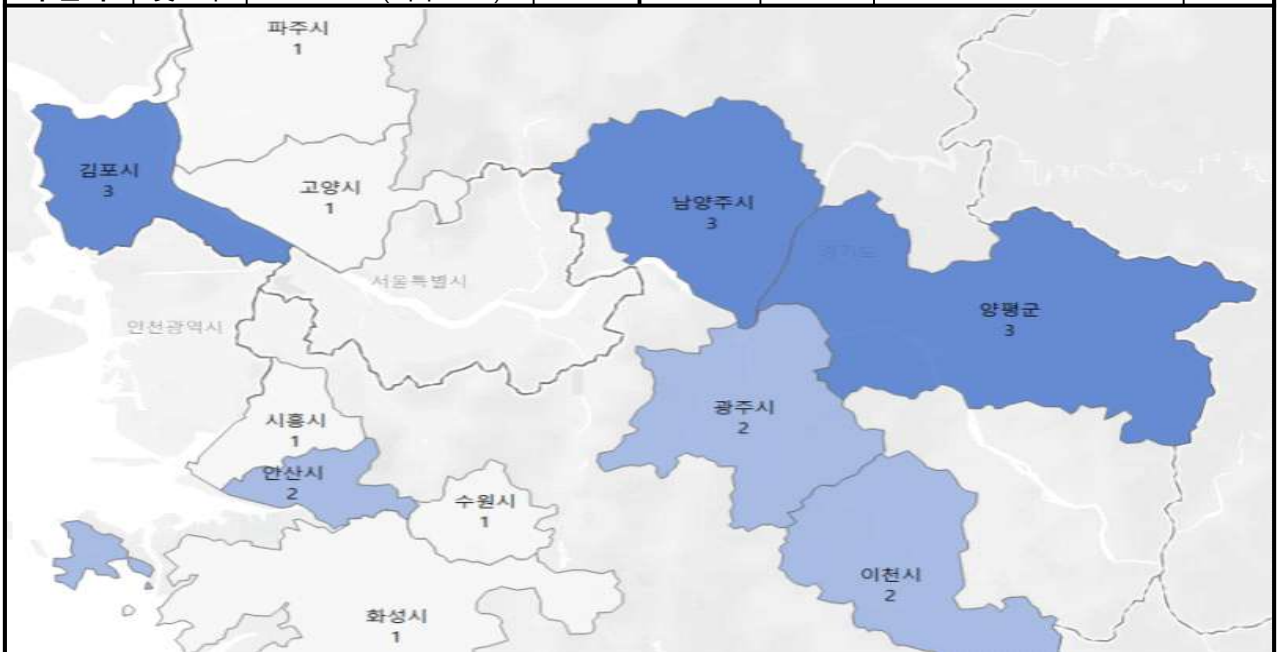 파주시
1
김포시
3
고양시
1
남양주시
3
경기도
서울특별시
양평군
3
인천광역시
광주시
2
시흥시
1
안산시
2
수원시
1
이천시
2
화성시
1